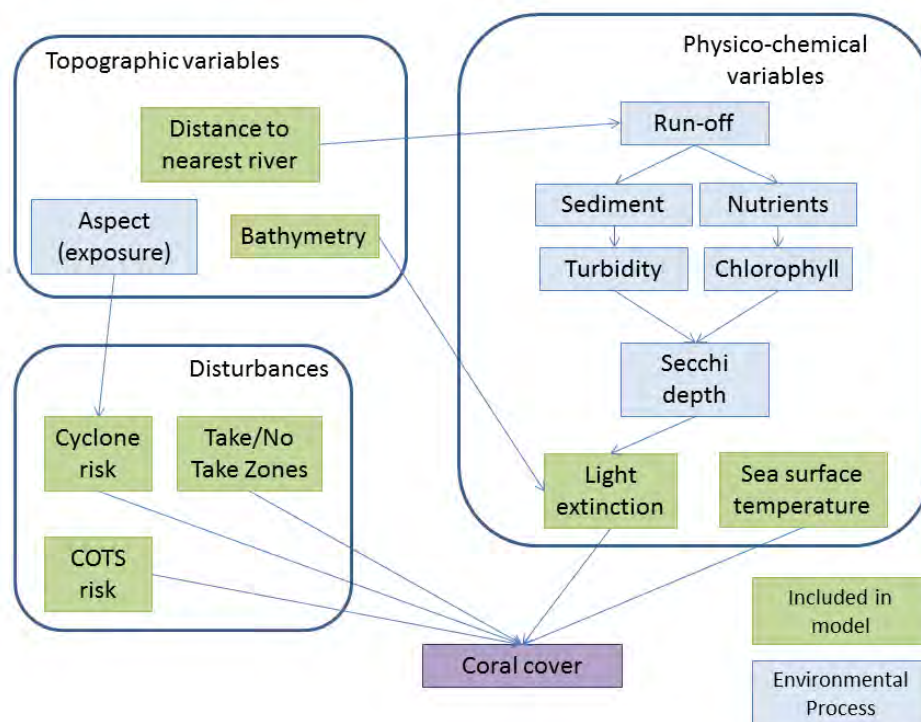 Topographic variables
Distance to
nearest river
Aspect
(exposure)
Bathymetry
Physico-chemical
variables
Run-off
Sediment
Nutrients
Turbidity
Chlorophyll
Secchi
depth
Light
extinction
Sea surface
temperature
Disturbances
Cyclone
risk
Take/No
Take Zones
COTS
risk
Coral cover
Included in
model
Environmental
Process